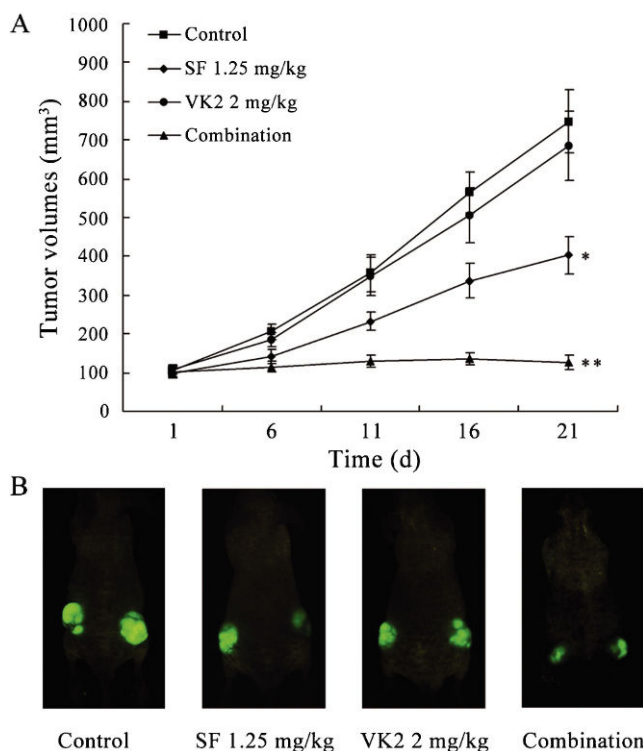 A
1000
900
800
700
600
500
400
300
200
100
0
Tumor volumes (mm³)
Control
SF 1.25 mg/kg
VK2 2 mg/kg
Combination
*
**
1 6 11 16 21
Time (d)
B
Control SF 1.25 mg/kg VK2 2 mg/kg Combination